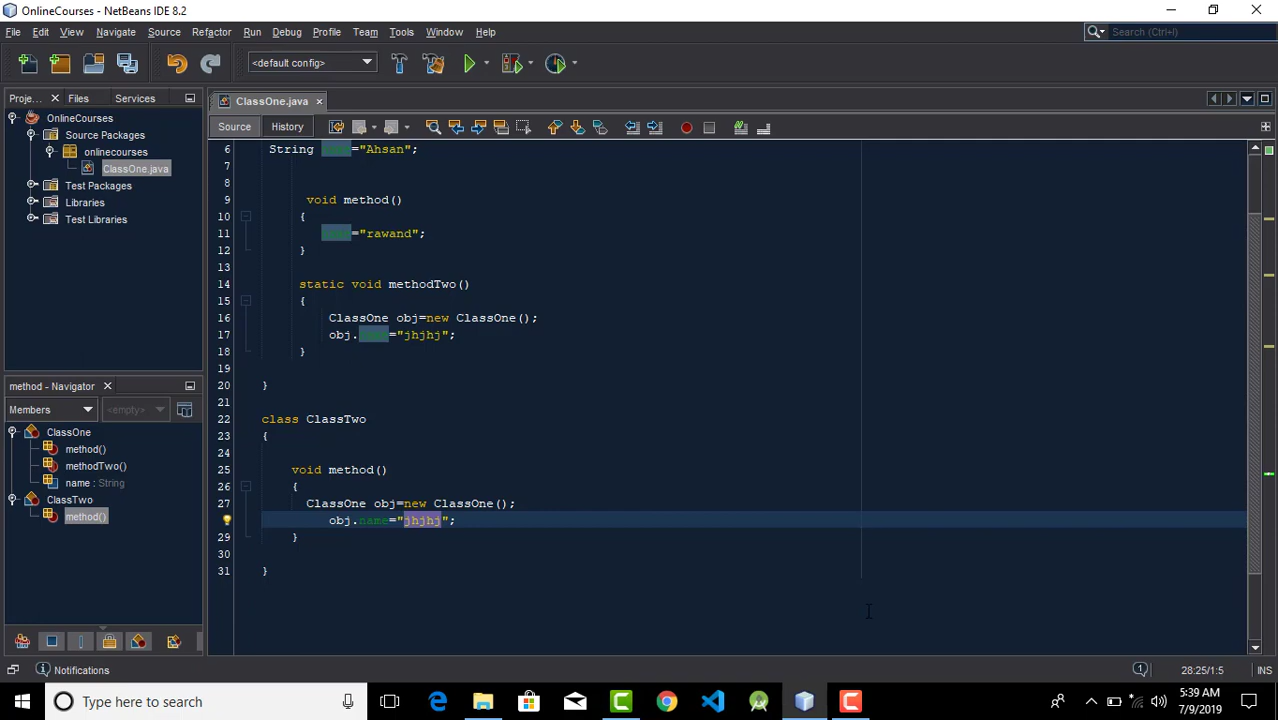 OnlineCourses - NetBeans IDE 8.2
File Edit View Navigate Source Refactor Run Debug Profile Team Tools Window Help
Search (Ctrl+I)
<default config>
Proje... Files Services
ClassOne.java
OnlineCourses
Source Packages
onlinecourses
ClassOne.java
Test Packages
Libraries
Test Libraries
Source History
6 String name="Ahsan";
7
8
9 void method()
10 {
11 name="rawand";
12 }
13
14 static void methodTwo()
15 {
16 ClassOne obj=new ClassOne();
17 obj.name="jhjhj";
18 }
19
20 }
21
22 class ClassTwo
23 {
24
25 void method()
26 {
27 ClassOne obj=new ClassOne();
obj.name="jhjhj";
29 }
30
31 }
method - Navigator
Members <empty>
ClassOne
method()
methodTwo()
name : String
ClassTwo
method()
Notifications
1
28:25/1:5 INS
Type here to search
5:39 AM
7/9/2019